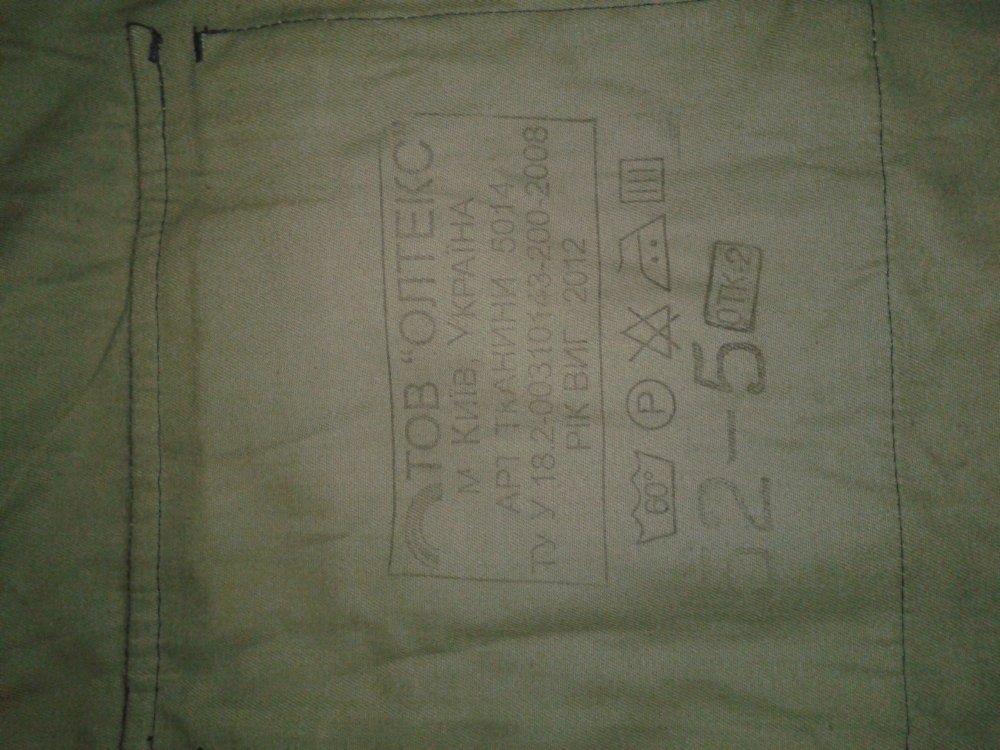 ТОВ "ОЛТЕКС"
М КИЇВ, УКРАЇНА
АРТ ТКАНИНИ 5014
ТУ У 18.2-00310143-200-2008
РІК ВИГ 2012
60° P
52-5 ОТК-2